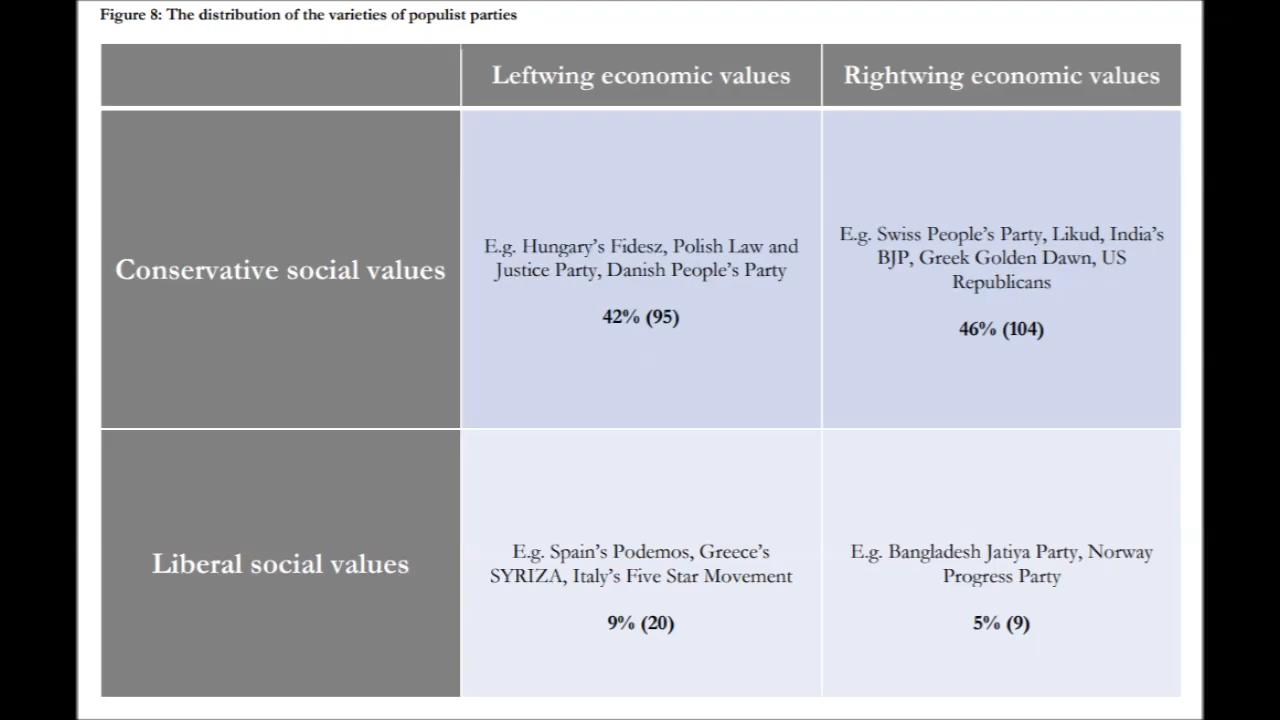 Figure 8: The distribution of the varieties of populist parties
Leftwing economic values
Rightwing economic values
Conservative social values
E.g. Hungary's Fidesz, Polish Law and
Justice Party, Danish People's Party
42% (95)
E.g. Swiss People's Party, Likud, India's
BJP, Greek Golden Dawn, US
Republicans
46% (104)
Liberal social values
E.g. Spain's Podemos, Greece's
SYRIZA, Italy's Five Star Movement
9% (20)
E.g. Bangladesh Jatiya Party, Norway
Progress Party
5% (9)